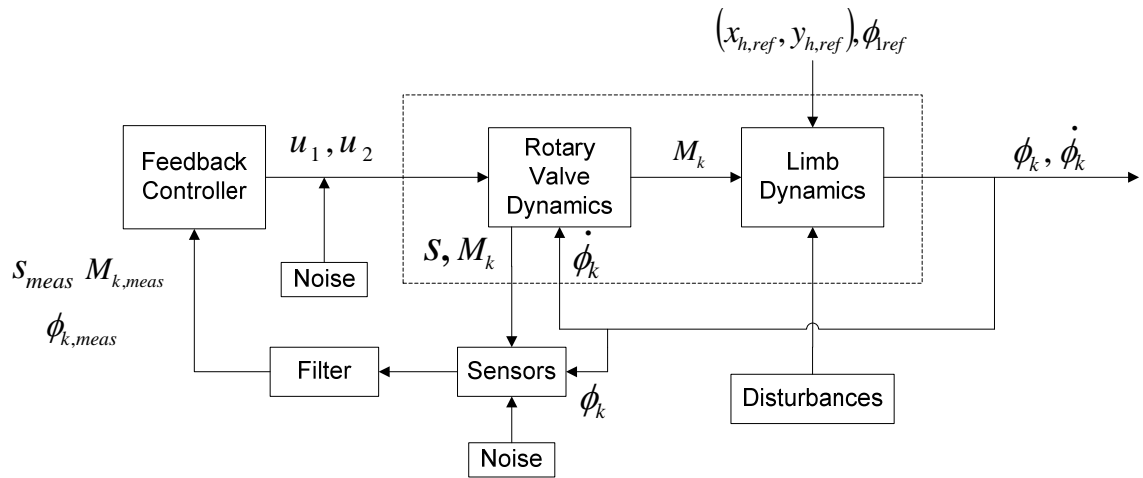 (x_{h,ref}, y_{h,ref}), ϕ_{1ref}
Feedback
Controller
u_1, u_2
Rotary
Valve
Dynamics
M_k
Limb
Dynamics
ϕ_k, ϕ̇_k
Noise
s, M_k
ϕ̇_k
s_{meas} M_{k,meas}
ϕ_{k,meas}
Filter
Sensors
ϕ_k
Disturbances
Noise